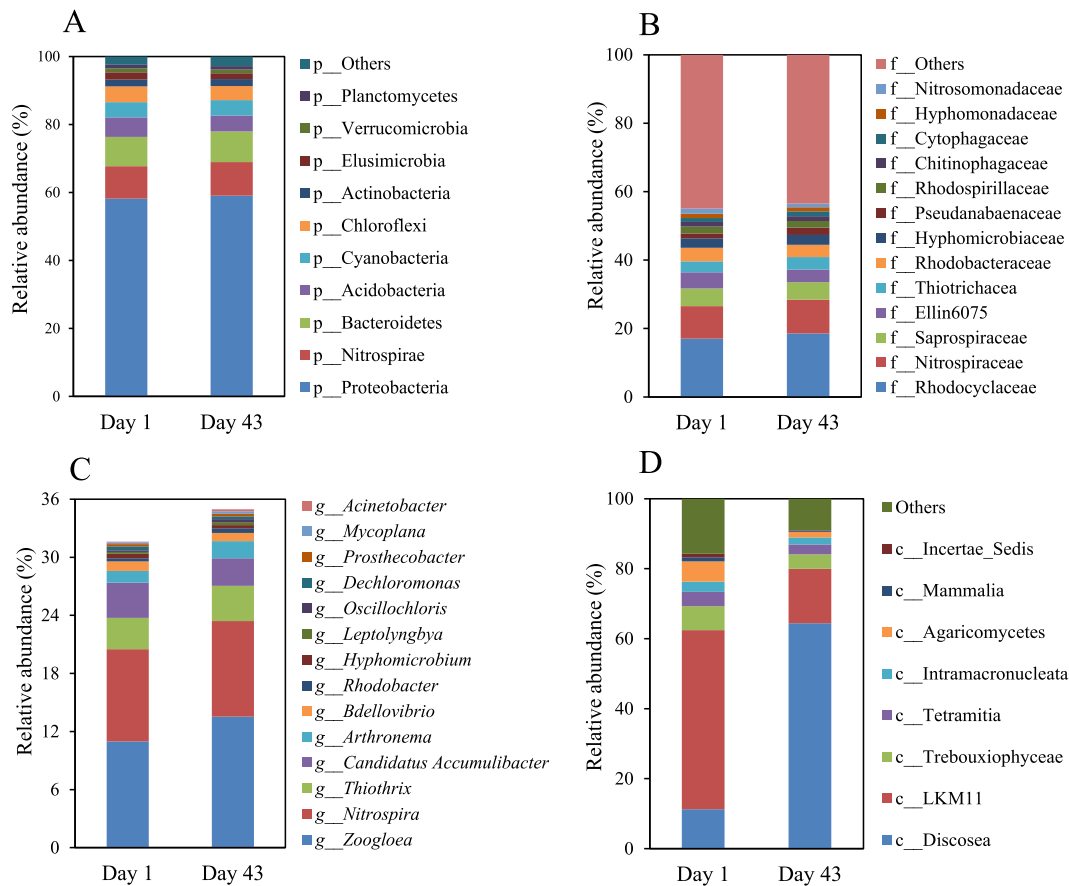 A
Relative abundance (%)
100
80
60
40
20
0
Day 1
Day 43
p__Others
p__Planctomycetes
p__Verrucomicrobia
p__Elusimicrobia
p__Actinobacteria
p__Chloroflexi
p__Cyanobacteria
p__Acidobacteria
p__Bacteroidetes
p__Nitrospirae
p__Proteobacteria
B
Relative abundance (%)
100
80
60
40
20
0
Day 1
Day 43
f__Others
f__Nitrosomonadaceae
f__Hyphomonadaceae
f__Cytophagaceae
f__Chitinophagaceae
f__Rhodospirillaceae
f__Pseudanabaenaceae
f__Hyphomicrobiaceae
f__Rhodobacteraceae
f__Thiotrichacea
f__Ellin6075
f__Saprospiraceae
f__Nitrospiraceae
f__Rhodocyclaceae
C
Relative abundance (%)
36
30
24
18
12
6
0
Day 1
Day 43
g__Acinetobacter
g__Mycoplana
g__Prosthecobacter
g__Dechloromonas
g__Oscillochloris
g__Leptolyngbya
g__Hyphomicrobium
g__Rhodobacter
g__Bdellovibrio
g__Arthronema
g__Candidatus Accumulibacter
g__Thiothrix
g__Nitrospira
g__Zoogloea
D
Relative abundance (%)
100
80
60
40
20
0
Day 1
Day 43
Others
c__Incertae_Sedis
c__Mammalia
c__Agaricomycetes
c__Intramacronucleata
c__Tetramitia
c__Trebouxiophyceae
c__LKM11
c__Discosea